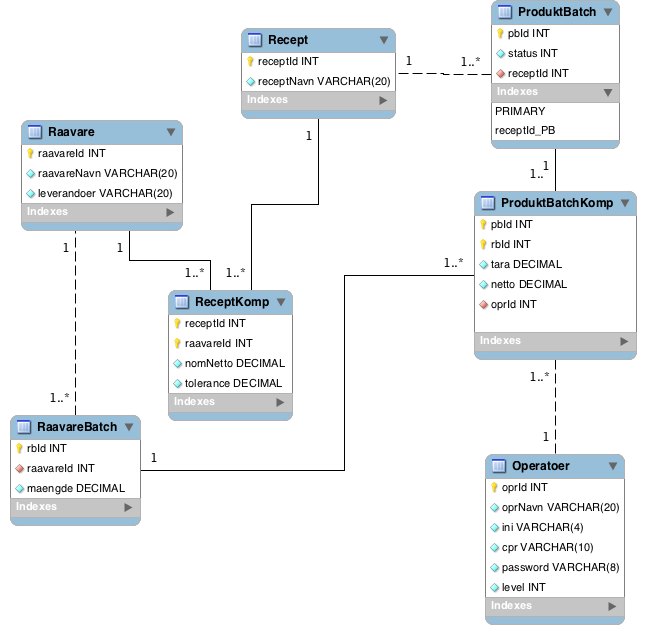 ProduktBatch
pbId INT
status INT
receptId INT
Indexes
PRIMARY
receptId_PB
Recept
receptId INT
receptNavn VARCHAR(20)
Indexes
1
1..*
1
1
1..
Raavare
raavareId INT
raavareNavn VARCHAR(20)
leverandoer VARCHAR(20)
Indexes
1
1
1..*
1..*
ProduktBatchKomp
pbId INT
rbId INT
tara DECIMAL
netto DECIMAL
oprId INT
Indexes
1..*
1..*
1
ReceptKomp
receptId INT
raavareId INT
nomNetto DECIMAL
tolerance DECIMAL
Indexes
1..*
RaavareBatch
rbId INT
raavareId INT
maengde DECIMAL
Indexes
1
Operatoer
oprId INT
oprNavn VARCHAR(20)
ini VARCHAR(4)
cpr VARCHAR(10)
password VARCHAR(8)
level INT
Indexes